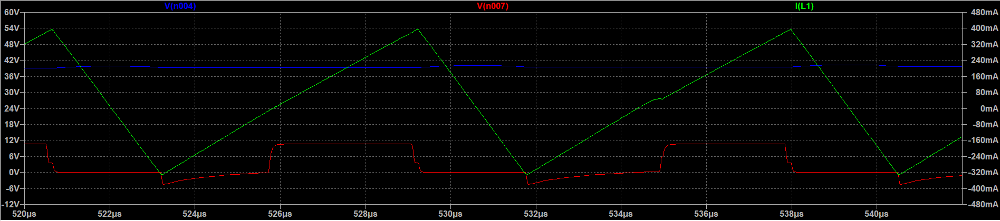 V(n004) V(n007) I(L1)
60V 480mA
54V 400mA
48V 320mA
42V 240mA
36V 160mA
30V 80mA
24V 0mA
18V -80mA
12V -160mA
6V -240mA
0V -320mA
-6V -400mA
-12V -480mA
520µs 522µs 524µs 526µs 528µs 530µs 532µs 534µs 536µs 538µs 540µs